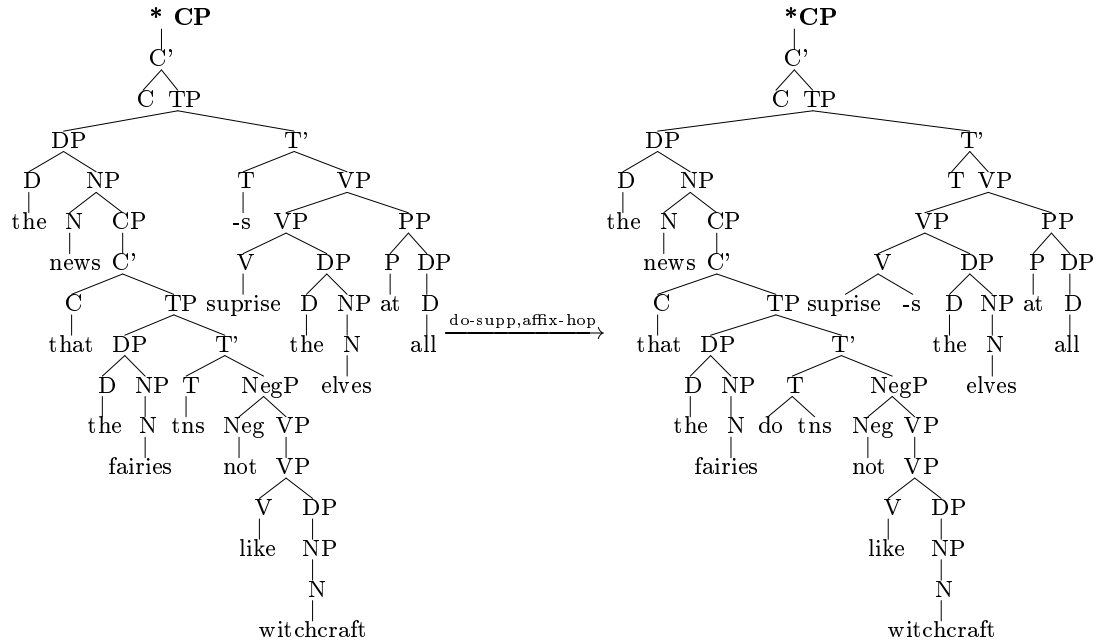 * CP
C'
C TP
DP T'
D NP T VP
the N CP -s VP PP
news C' V DP P DP
C TP suprise D NP at D
that DP T' the N all
D NP T NegP elves
the N tns Neg VP
fairies not VP
V DP
like NP
N
witchcraft
do-supp,affix-hop
*CP
C'
C TP
DP T'
D NP T VP
the N CP VP PP
news C' V DP P DP
C TP suprise -s D NP at D
that DP T' the N all
D NP T NegP elves
the N do tns Neg VP
fairies not VP
V DP
like NP
N
witchcraft